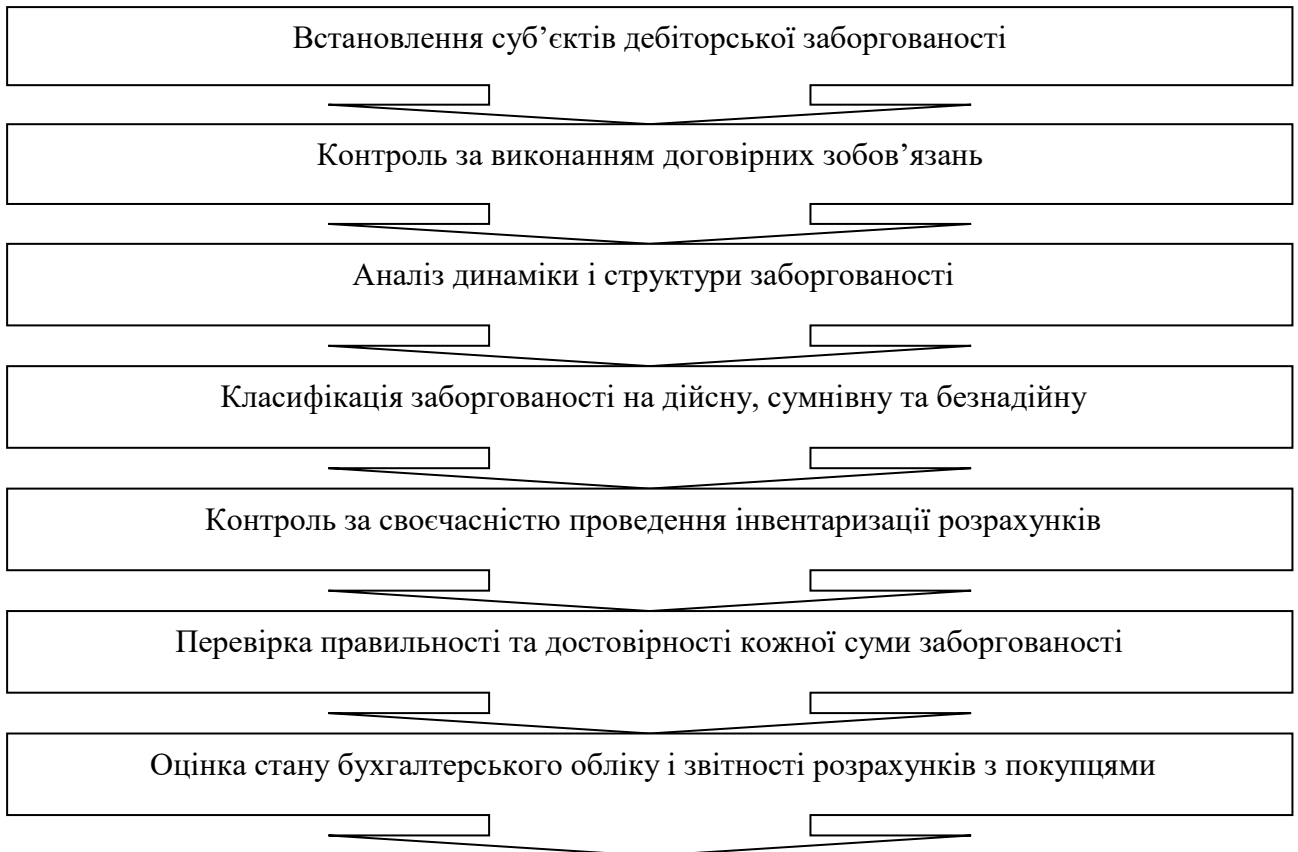 Встановлення суб’єктів дебіторської заборгованості
Контроль за виконанням договірних зобов’язань
Аналіз динаміки і структури заборгованості
Класифікація заборгованості на дійсну, сумнівну та безнадійну
Контроль за своєчасністю проведення інвентаризації розрахунків
Перевірка правильності та достовірності кожної суми заборгованості
Оцінка стану бухгалтерського обліку і звітності розрахунків з покупцями